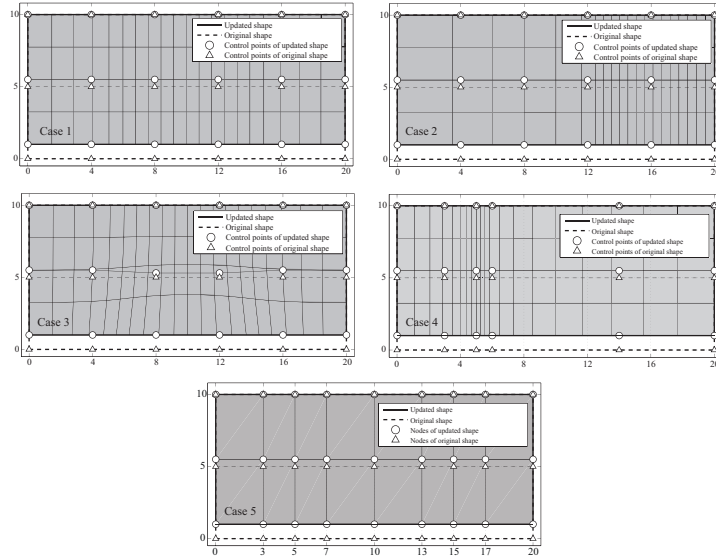 10
5
0
Updated shape
Original shape
Control points of updated shape
Control points of original shape
Case 1
0 4 8 12 16 20
10
5
0
Updated shape
Original shape
Control points of updated shape
Control points of original shape
Case 2
0 4 8 12 16 20
10
5
0
Updated shape
Original shape
Control points of updated shape
Control points of original shape
Case 3
0 4 8 12 16 20
10
5
0
Updated shape
Original shape
Control points of updated shape
Control points of original shape
Case 4
0 3 5 6 14 20
10
5
0
Updated shape
Original shape
Nodes of updated shape
Nodes of original shape
Case 5
0 3 5 7 10 13 15 17 20